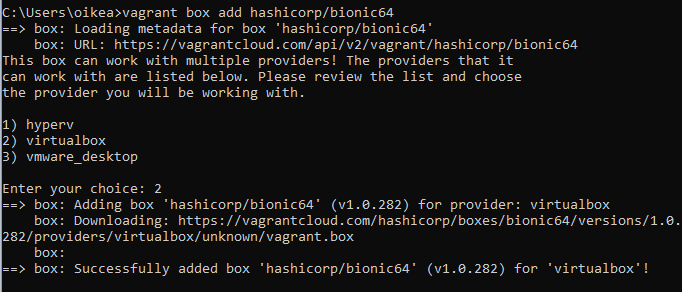 C:\Users\oikea>vagrant box add hashicorp/bionic64
==> box: Loading metadata for box 'hashicorp/bionic64'
    box: URL: https://vagrantcloud.com/api/v2/vagrant/hashicorp/bionic64
This box can work with multiple providers! The providers that it
can work with are listed below. Please review the list and choose
the provider you will be working with.

1) hyperv
2) virtualbox
3) vmware_desktop

Enter your choice: 2
==> box: Adding box 'hashicorp/bionic64' (v1.0.282) for provider: virtualbox
    box: Downloading: https://vagrantcloud.com/hashicorp/boxes/bionic64/versions/1.0.
282/providers/virtualbox/unknown/vagrant.box
    box:
==> box: Successfully added box 'hashicorp/bionic64' (v1.0.282) for 'virtualbox'!